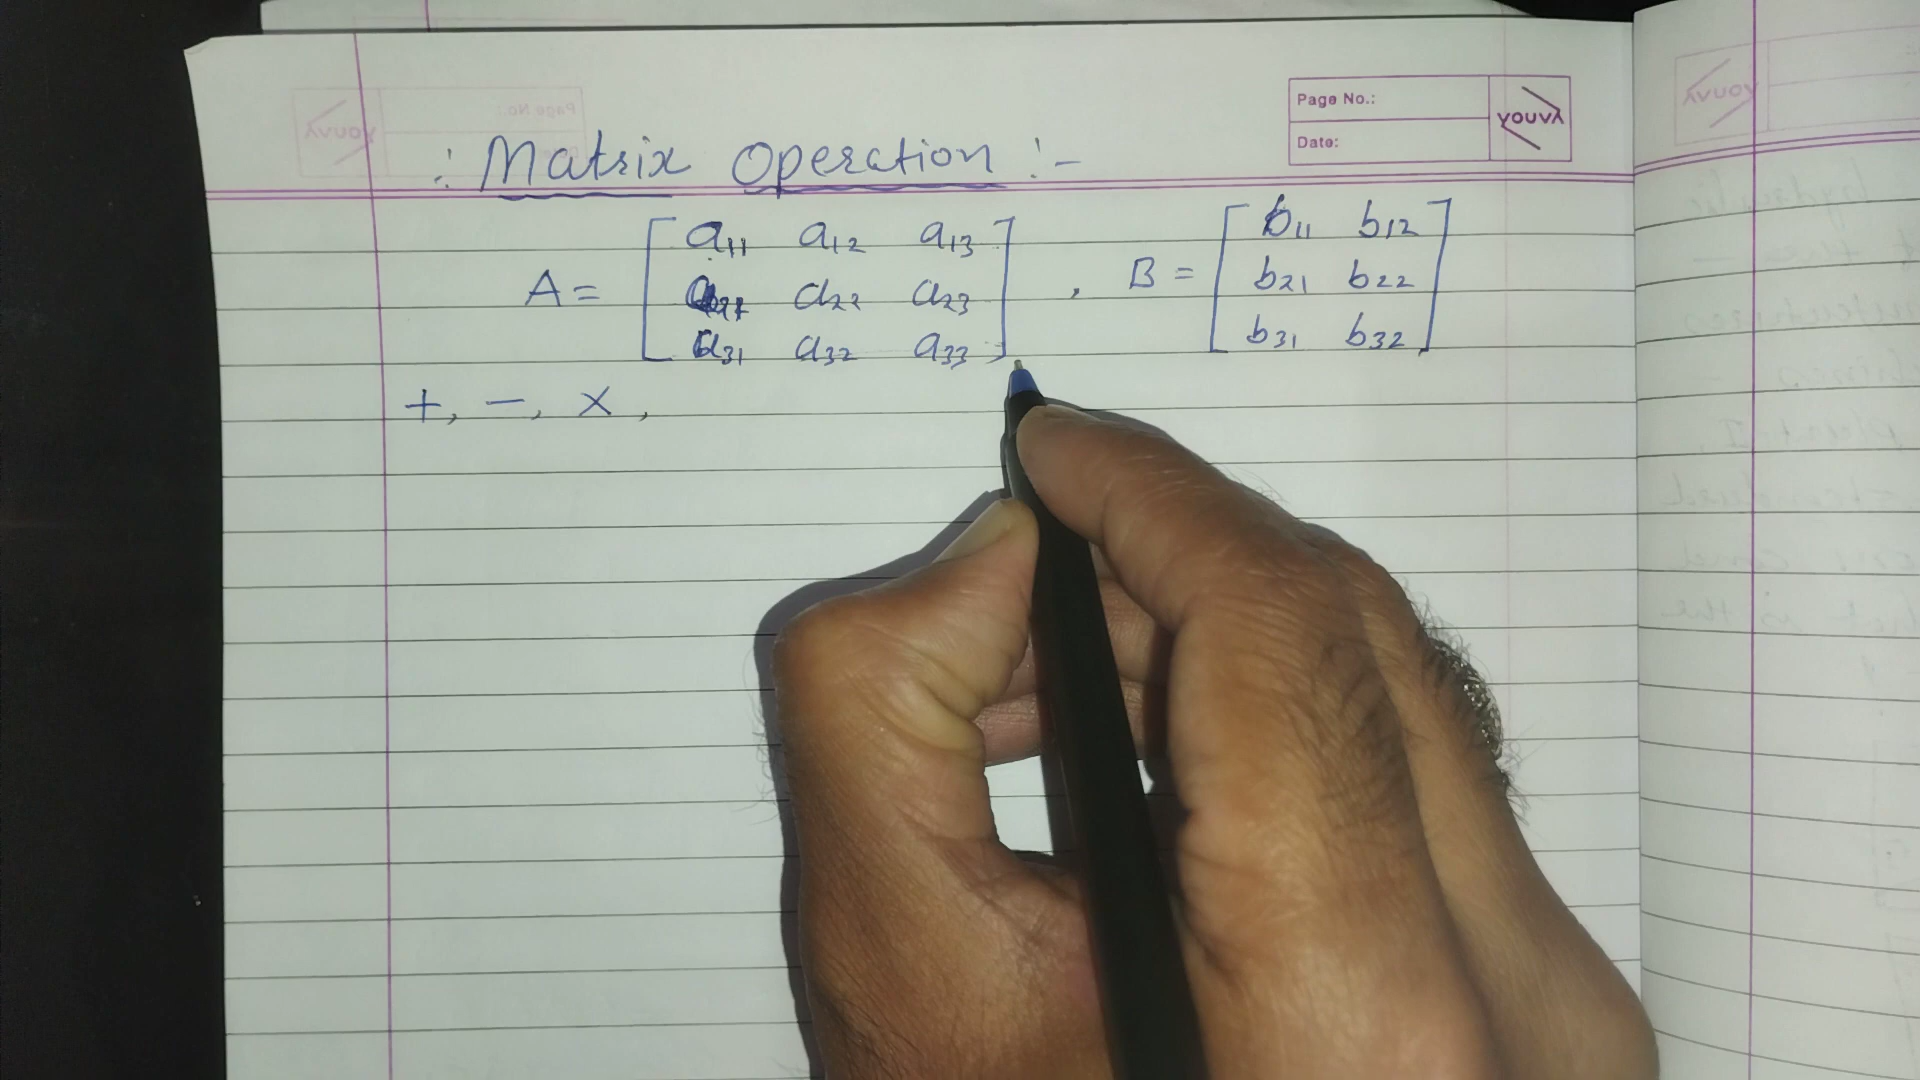 Page No.:
Date:
YOUVA
: Matrix Operation :-
A = [ a11 a12 a13
a21 a22 a23
a31 a32 a33 ]
, B = [ b11 b12
b21 b22
b31 b32 ]
+, -, ×,